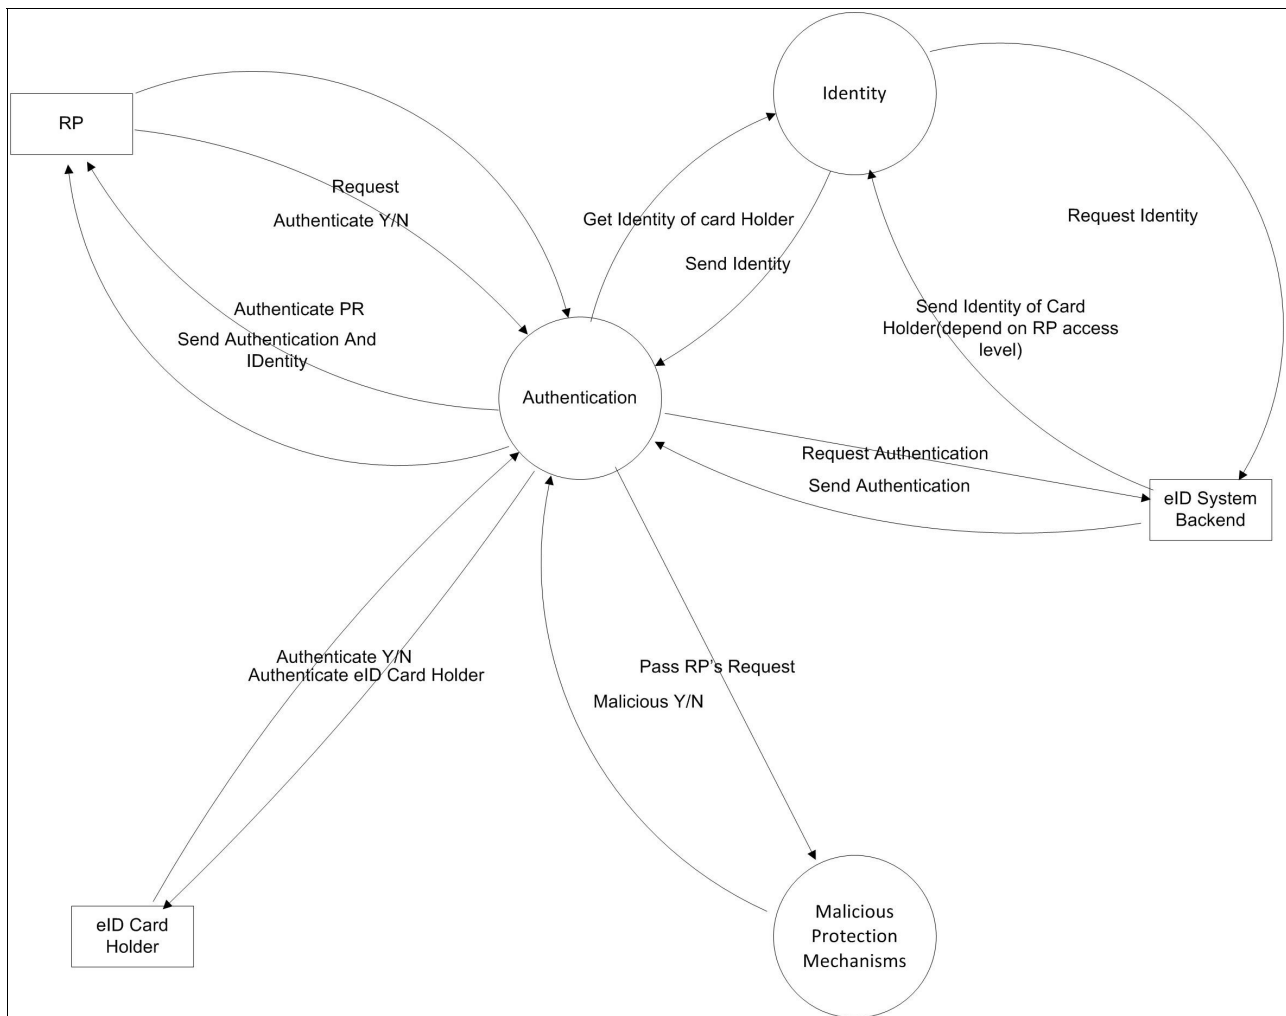 Identity
RP
Request
Authenticate Y/N
Get Identity of card Holder
Request Identity
Send Identity
Authenticate PR
Send Identity of Card
Holder(depend on RP access
level)
Send Authentication And
IDentity
Authentication
Request Authentication
Send Authentication
eID System
Backend
Authenticate Y/N
Authenticate eID Card Holder
Pass RP's Request
Malicious Y/N
eID Card
Holder
Malicious
Protection
Mechanisms